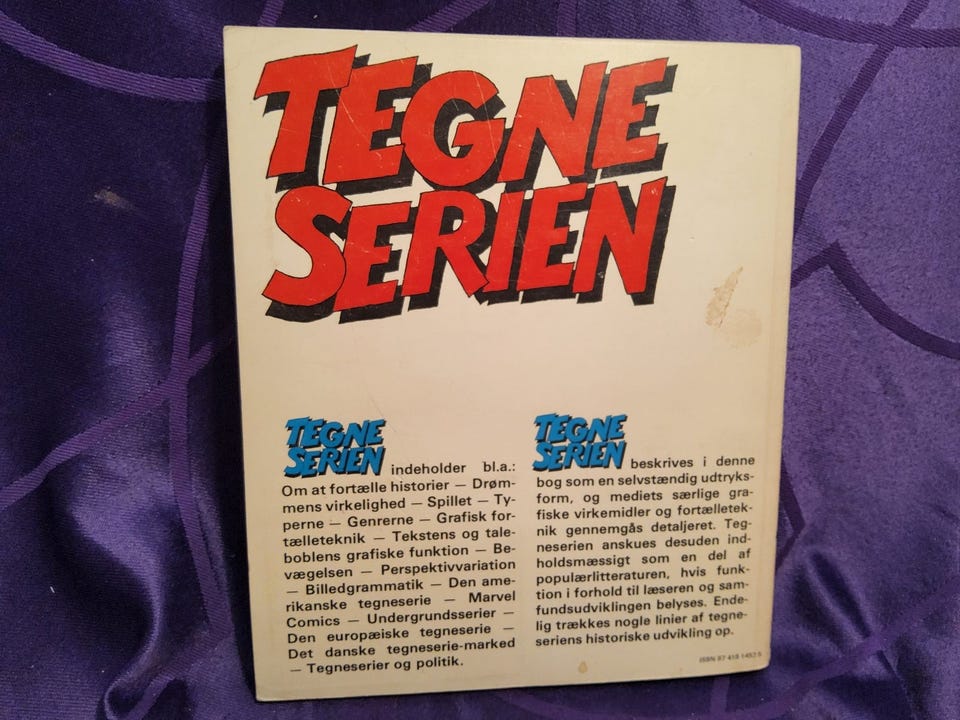 TEGNE
SERIEN
TEGNE
SERIEN indeholder bl.a.:
Om at fortælle historier — Drøm-
mens virkelighed — Spillet — Ty-
perne — Genrerne — Grafisk for-
tælleteknik — Tekstens og tale-
boblens grafiske funktion — Be-
vægelsen — Perspektivvariation
— Billedgrammatik — Den ame-
rikanske tegneserie — Marvel
Comics — Undergrundsserier —
Den europæiske tegneserie —
Det danske tegneserie-marked
— Tegneserier og politik.
TEGNE
SERIEN beskrives i denne
bog som en selvstændig udtryks-
form, og mediets særlige gra-
fiske virkemidler og fortælletek-
nik gennemgås detaljeret. Teg-
neserien anskues desuden ind-
holdsmæssigt som en del af
populærlitteraturen, hvis funk-
tion i forhold til læseren og sam-
fundsudviklingen belyses. Ende-
lig trækkes nogle linier af tegne-
seriens historiske udvikling op.
ISBN 87 418 1452 5